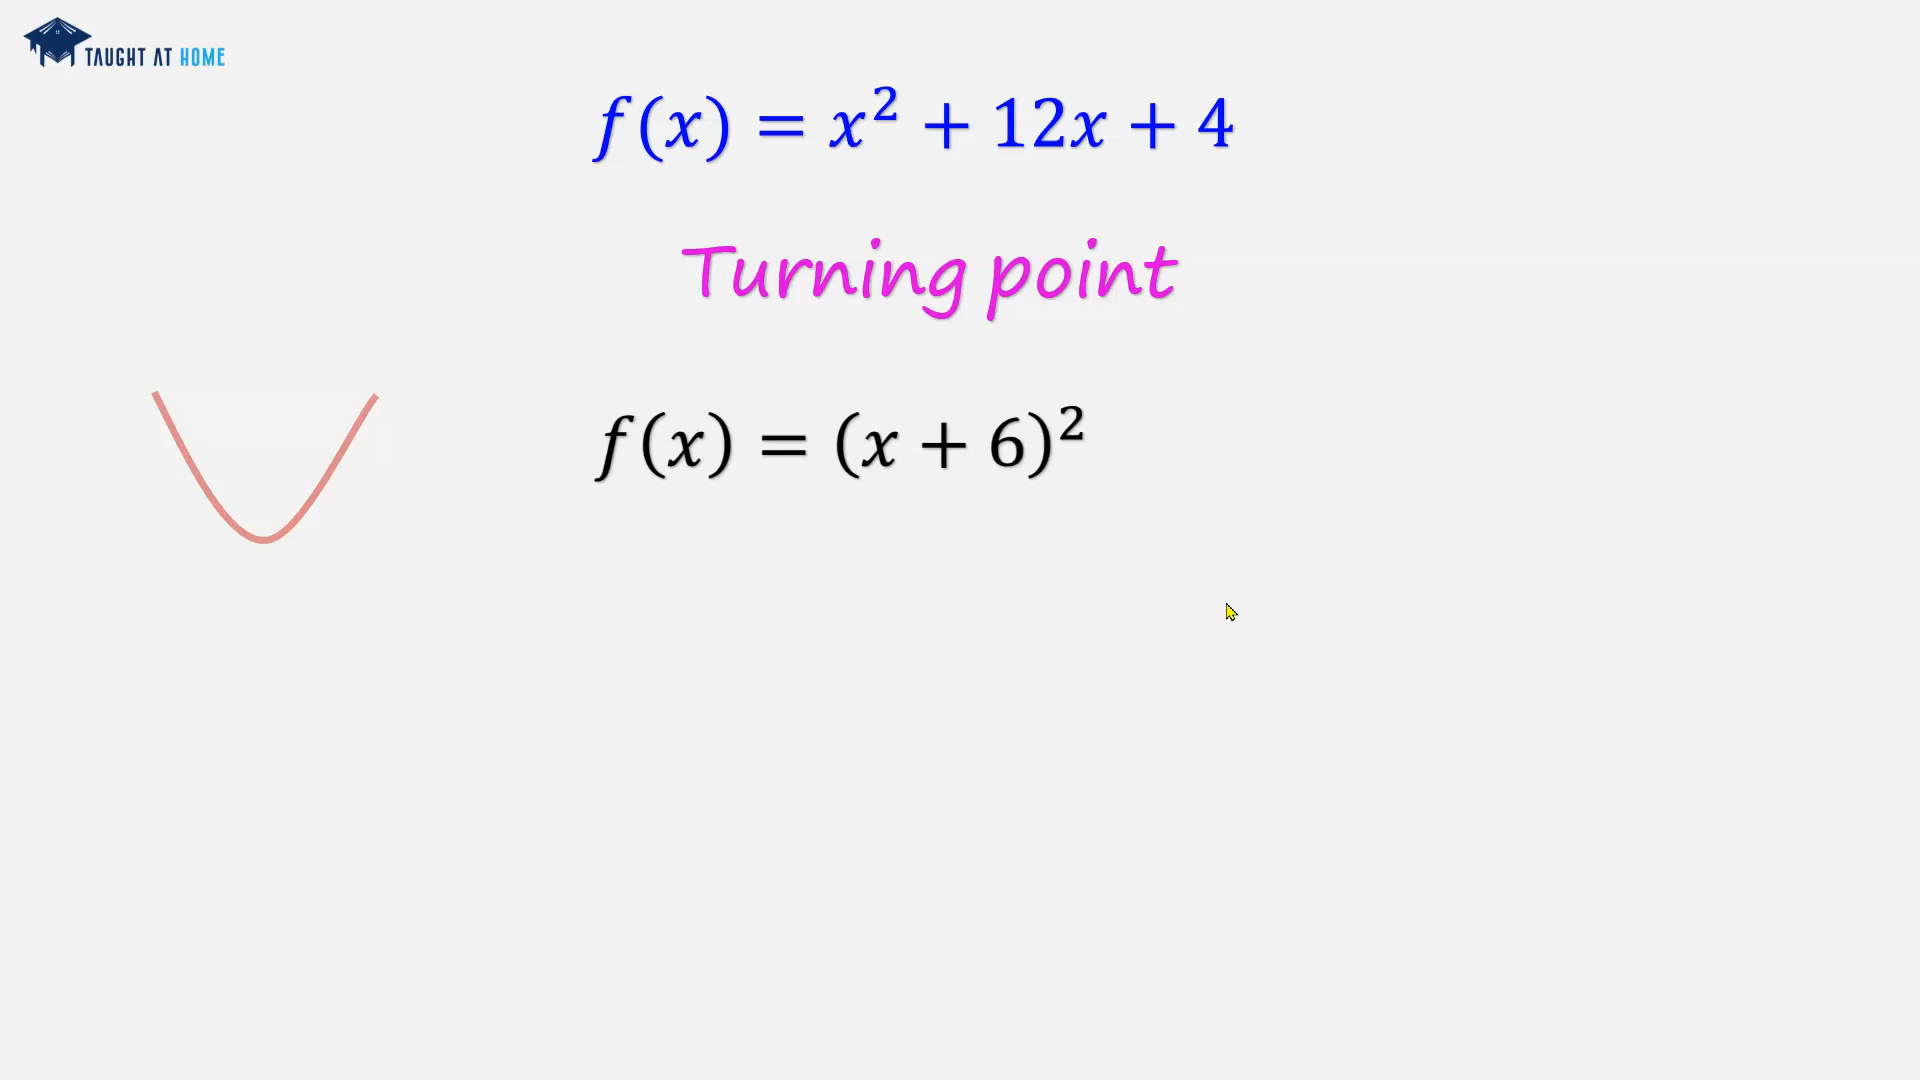 TAUGHT AT HOME
f(x) = x² + 12x + 4
Turning point
f(x) = (x + 6)²